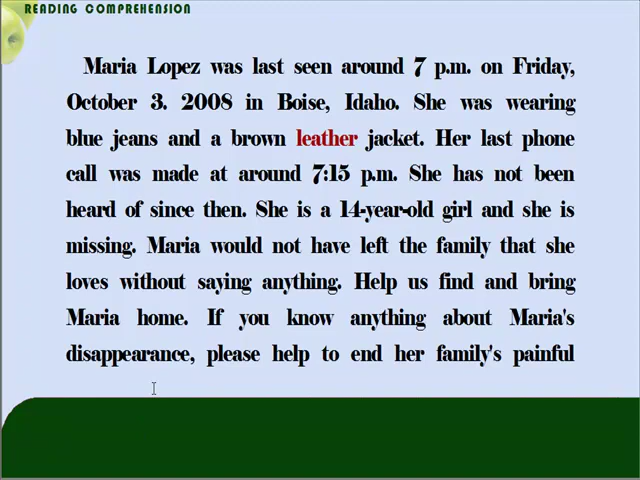 READING COMPREHENSION
Maria Lopez was last seen around 7 p.m. on Friday,
October 3. 2008 in Boise, Idaho. She was wearing
blue jeans and a brown leather jacket. Her last phone
call was made at around 7:15 p.m. She has not been
heard of since then. She is a 14-year-old girl and she is
missing. Maria would not have left the family that she
loves without saying anything. Help us find and bring
Maria home. If you know anything about Maria's
disappearance, please help to end her family's painful